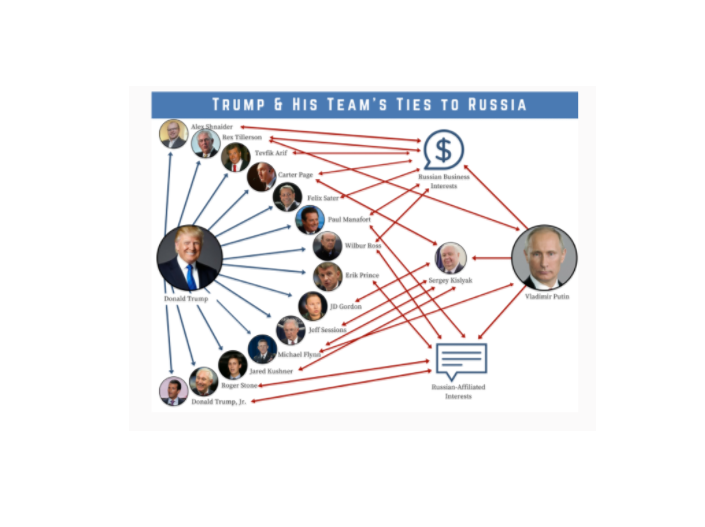 TRUMP & HIS TEAM'S TIES TO RUSSIA
Alex Shnaider
Rex Tillerson
Tevfik Arif
Carter Page
Felix Sater
Paul Manafort
Wilbur Ross
Erik Prince
JD Gordon
Jeff Sessions
Michael Flynn
Jared Kushner
Roger Stone
Donald Trump, Jr.
Donald Trump
$
Russian Business
Interests
Sergey Kislyak
Vladimir Putin
Russian-Affiliated
Interests